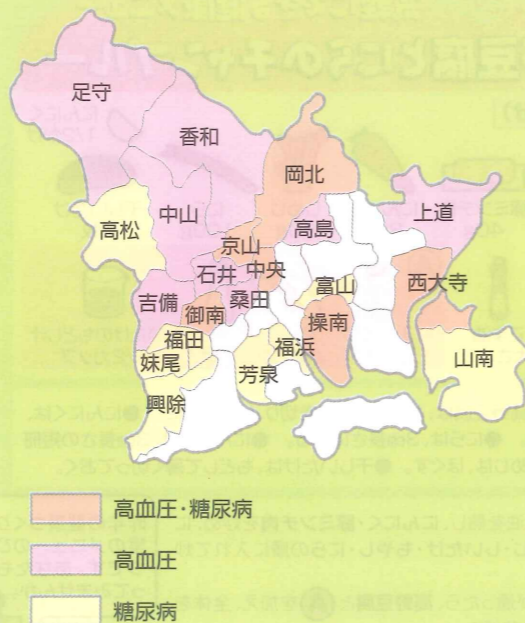 足守
香和
岡北
高松
中山
高島
上道
京山
石井
中央
西大寺
吉備
桑田
富山
御南
操南
福田
福浜
妹尾
芳泉
山南
興除
高血圧・糖尿病
高血圧
糖尿病